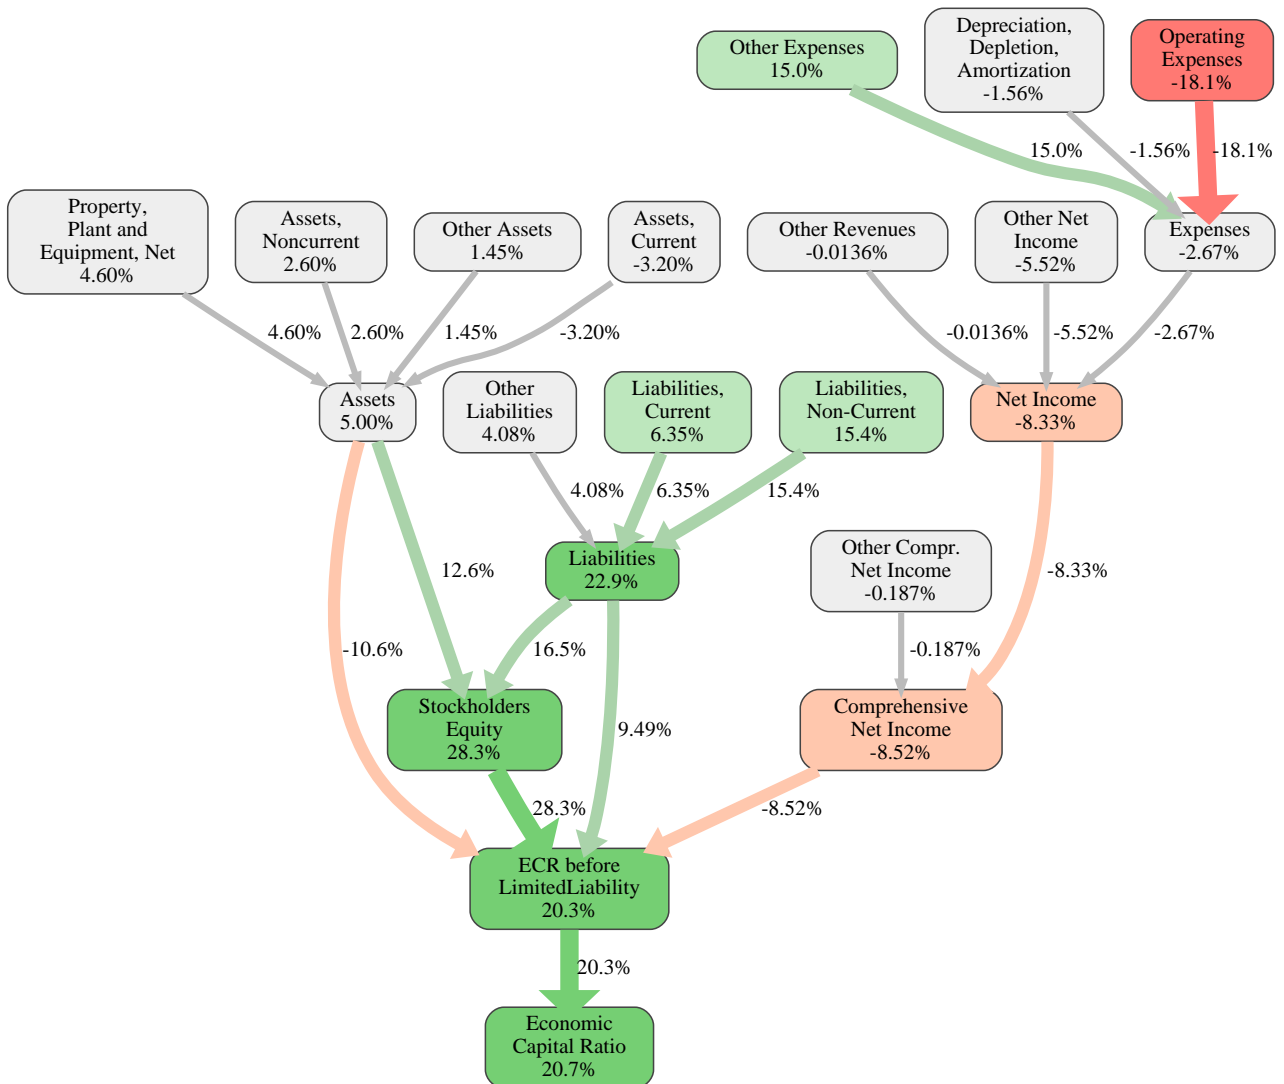 Other Expenses
15.0%
Depreciation,
Depletion,
Amortization
-1.56%
Operating
Expenses
-18.1%
15.0%
-1.56%
-18.1%
Property,
Plant and
Equipment, Net
4.60%
Assets,
Noncurrent
2.60%
Other Assets
1.45%
Assets,
Current
-3.20%
Other Revenues
-0.0136%
Other Net
Income
-5.52%
Expenses
-2.67%
4.60%
2.60%
1.45%
-3.20%
-0.0136%
-5.52%
-2.67%
Assets
5.00%
Other
Liabilities
4.08%
Liabilities,
Current
6.35%
Liabilities,
Non-Current
15.4%
Net Income
-8.33%
4.08%
6.35%
15.4%
Liabilities
22.9%
Other Compr.
Net Income
-0.187%
12.6%
-8.33%
-10.6%
16.5%
-0.187%
Stockholders
Equity
28.3%
9.49%
Comprehensive
Net Income
-8.52%
28.3%
-8.52%
ECR before
LimitedLiability
20.3%
20.3%
Economic
Capital Ratio
20.7%